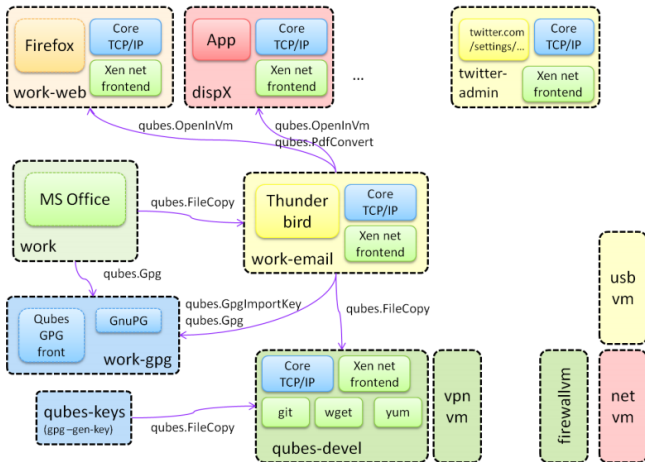 Firefox
Core
TCP/IP
Xen net
frontend
work-web
App
Core
TCP/IP
Xen net
frontend
dispX
...
twitter.com
/settings/...
Core
TCP/IP
twitter-
admin
Xen net
frontend
qubes.OpenInVm
qubes.OpenInVm
qubes.PdfConvert
MS Office
work
qubes.FileCopy
Thunder
bird
Core
TCP/IP
Xen net
frontend
work-email
qubes.Gpg
usb
vm
Qubes
GPG
front
GnuPG
work-gpg
qubes.GpgImportKey
qubes.Gpg
qubes.FileCopy
qubes-keys
(gpg –gen-key)
qubes.FileCopy
Core
TCP/IP
Xen net
frontend
git
wget
yum
qubes-devel
vpn
vm
firewallvm
net
vm